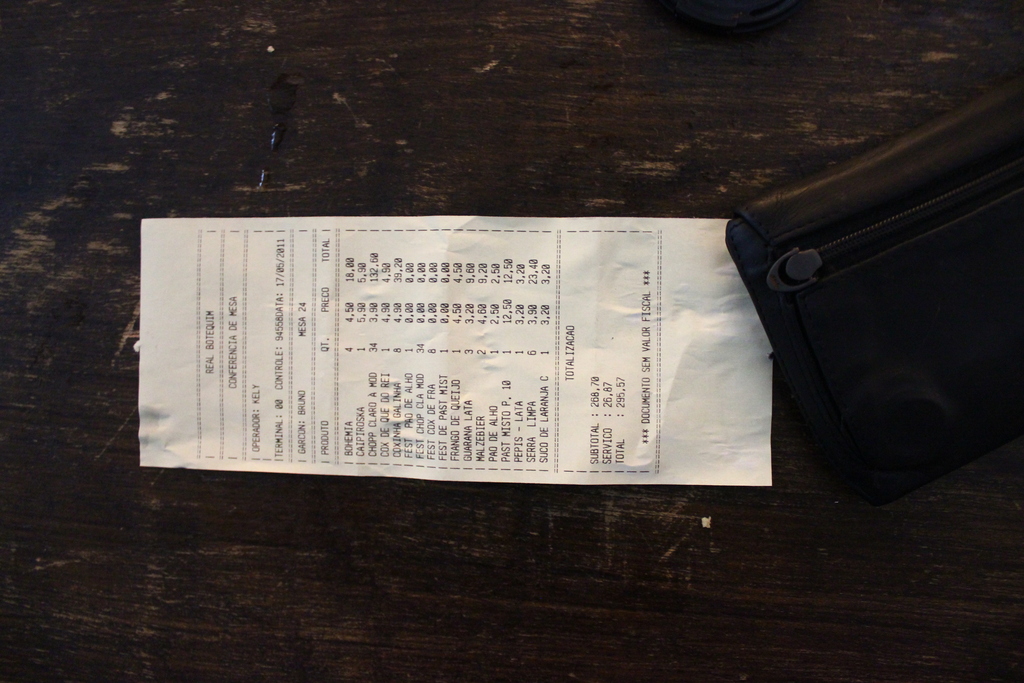 REAL BOTEQUIM
CONFERENCIA DE MESA
| OPERADOR: KELY
|TERMINAL: 00 CONTROLE: 94558DATA: 17/05/2011
| GARCON: BRUNO MESA 24
| PRODUTO QT. PRECO TOTAL
BOHEMIA 4 4,50 18,00
CAIPIROSKA 1 5,90 5,90
CHOPP CLARO A MOD 34 3,90 132,60
COX DE QUE DO REI 1 4,90 4,90
COXINHA GALINHA 8 4,90 39,20
FEST PAO DE ALHO 1 0,00 0,00
FEST CHOP CLA MOD 34 0,00 0,00
FEST COX DE FRA 8 0,00 0,00
FEST DE PAST MIST 1 0,00 0,00
FRANGO DE QUEIJO 1 4,50 4,50
GUARANA LATA 3 3,20 9,60
MALZEBIER 2 4,60 9,20
PAO DE ALHO 1 2,50 2,50
PAST MISTO P. 10 1 12,50 12,50
PEPIS - LATA 1 3,20 3,20
SERRA LIMPA 6 3,90 23,40
SUCO DE LARANJA C 1 3,20 3,20
TOTALIZACAO
|SUBTOTAL : 268,70
SERVICO : 26,87
TOTAL : 295,57
*** DOCUMENTO SEM VALOR FISCAL ***